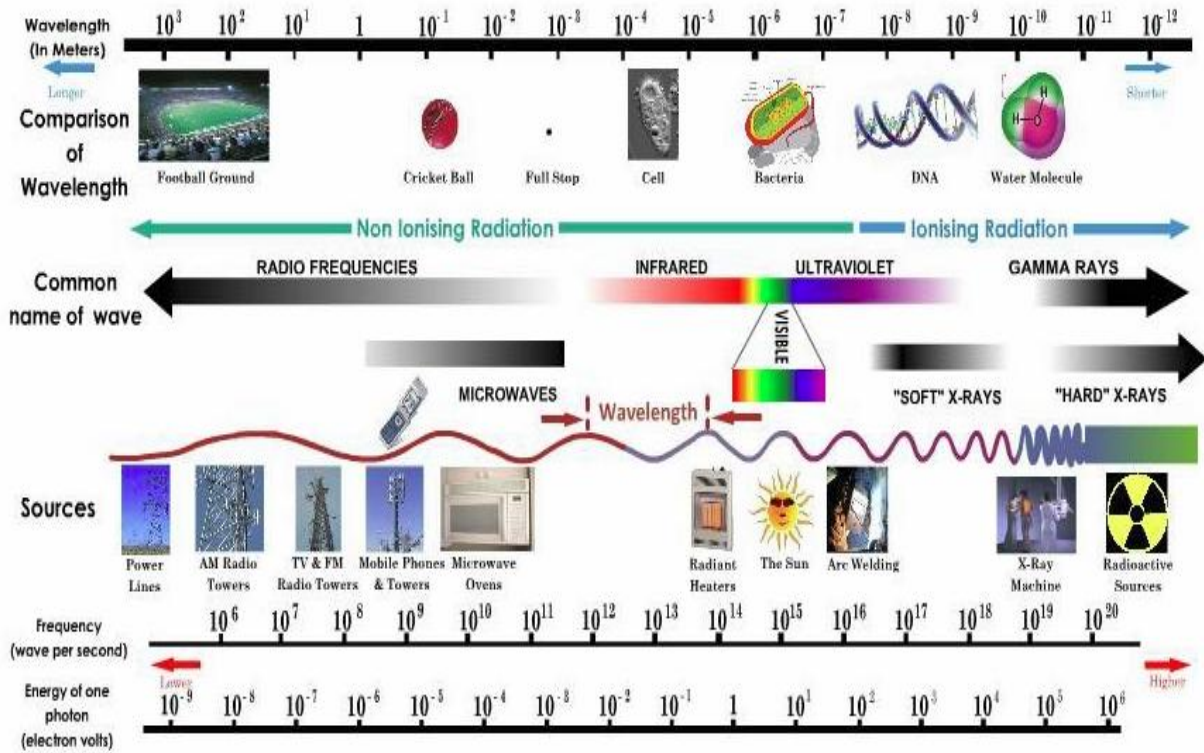 Wavelength
(In Meters)
10³ 10² 10¹ 1 10⁻¹ 10⁻² 10⁻³ 10⁻⁴ 10⁻⁵ 10⁻⁶ 10⁻⁷ 10⁻⁸ 10⁻⁹ 10⁻¹⁰ 10⁻¹¹ 10⁻¹²
Longer
Shorter
Comparison
of
Wavelength
Football Ground
Cricket Ball
Full Stop
Cell
Bacteria
DNA
H
H
O
Water Molecule
Non Ionising Radiation
Ionising Radiation
Common
name of wave
RADIO FREQUENCIES
INFRARED
ULTRAVIOLET
GAMMA RAYS
VISIBLE
MICROWAVES
"SOFT" X-RAYS
"HARD" X-RAYS
Wavelength
Sources
Power
Lines
AM Radio
Towers
TV & FM
Radio Towers
Mobile Phones
& Towers
Microwave
Ovens
Radiant
Heaters
The Sun
Arc Welding
X-Ray
Machine
Radioactive
Sources
Frequency
(wave per second)
10⁶ 10⁷ 10⁸ 10⁹ 10¹⁰ 10¹¹ 10¹² 10¹³ 10¹⁴ 10¹⁵ 10¹⁶ 10¹⁷ 10¹⁸ 10¹⁹ 10²⁰
Lower
Higher
Energy of one
photon
(electron volts)
10⁻⁹ 10⁻⁸ 10⁻⁷ 10⁻⁶ 10⁻⁵ 10⁻⁴ 10⁻³ 10⁻² 10⁻¹ 1 10¹ 10² 10³ 10⁴ 10⁵ 10⁶